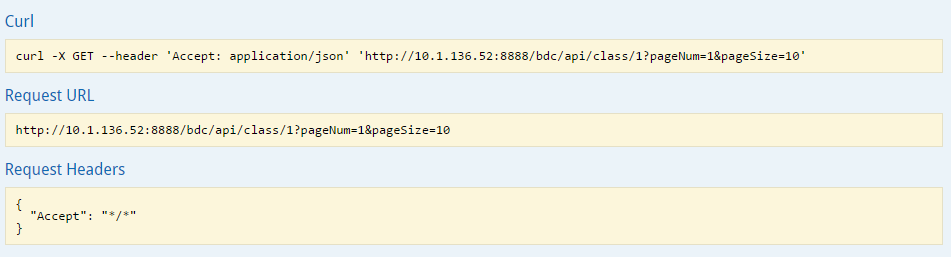 Curl
curl -X GET --header 'Accept: application/json' 'http://10.1.136.52:8888/bdc/api/class/1?pageNum=1&pageSize=10'
Request URL
http://10.1.136.52:8888/bdc/api/class/1?pageNum=1&pageSize=10
Request Headers
{
  "Accept": "*/*"
}